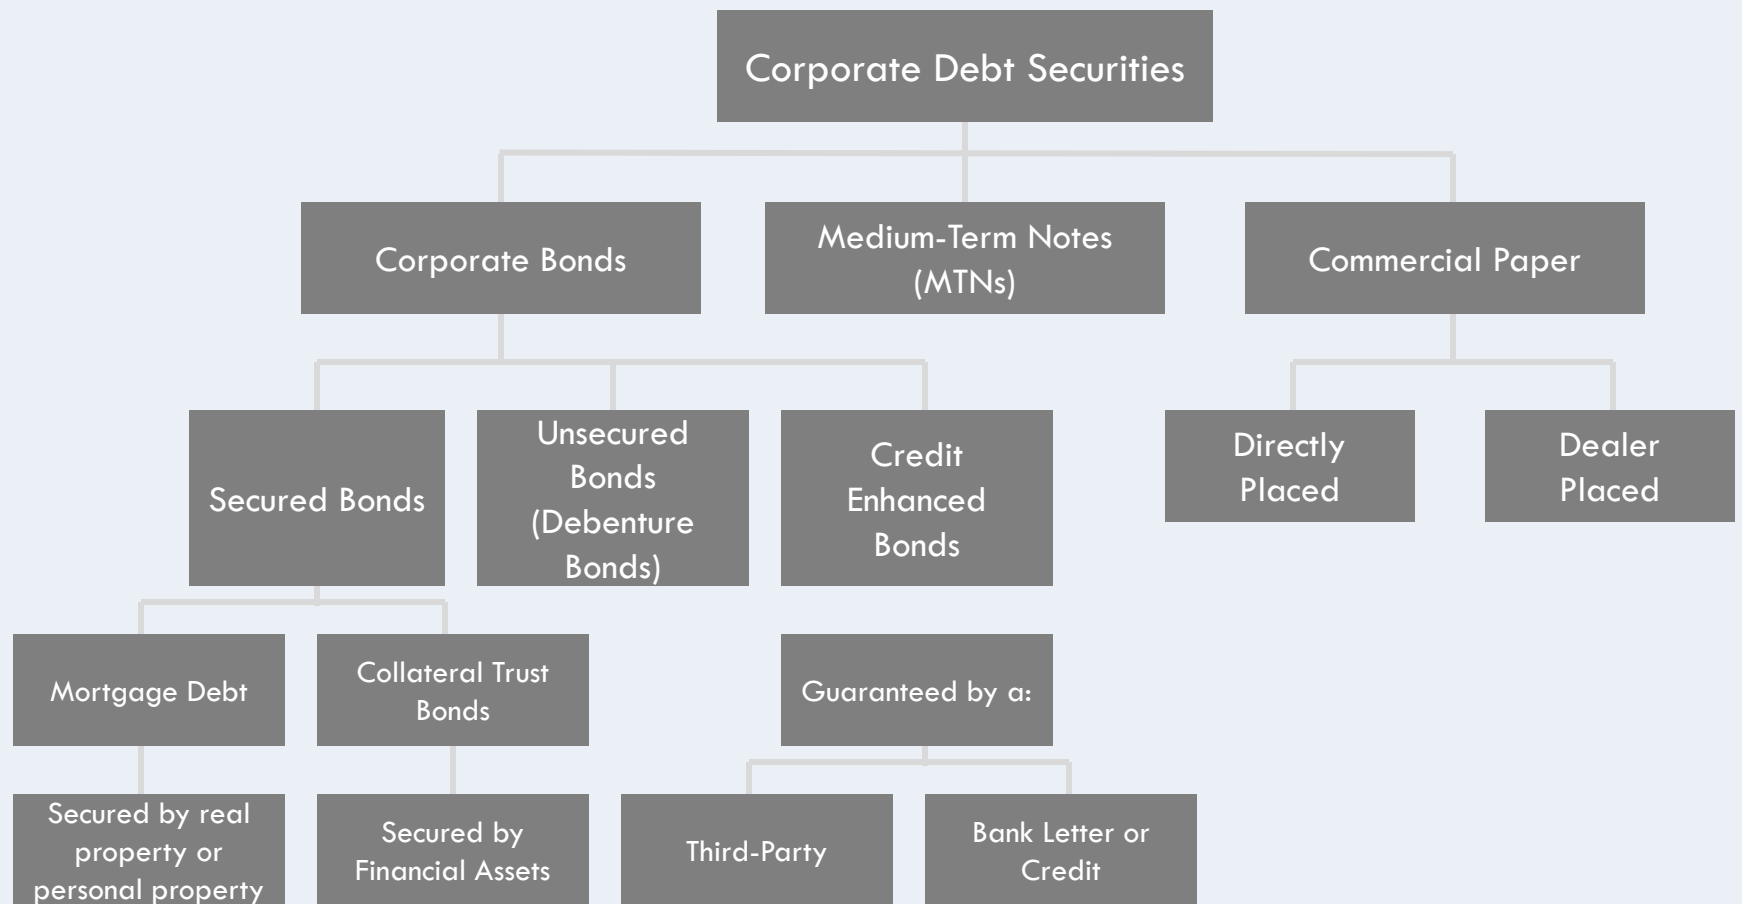 Corporate Debt Securities
Corporate Bonds
Medium-Term Notes
(MTNs)
Commercial Paper
Secured Bonds
Unsecured
Bonds
(Debenture
Bonds)
Credit
Enhanced
Bonds
Directly
Placed
Dealer
Placed
Mortgage Debt
Collateral Trust
Bonds
Guaranteed by a:
Secured by real
property or
personal property
Secured by
Financial Assets
Third-Party
Bank Letter or
Credit